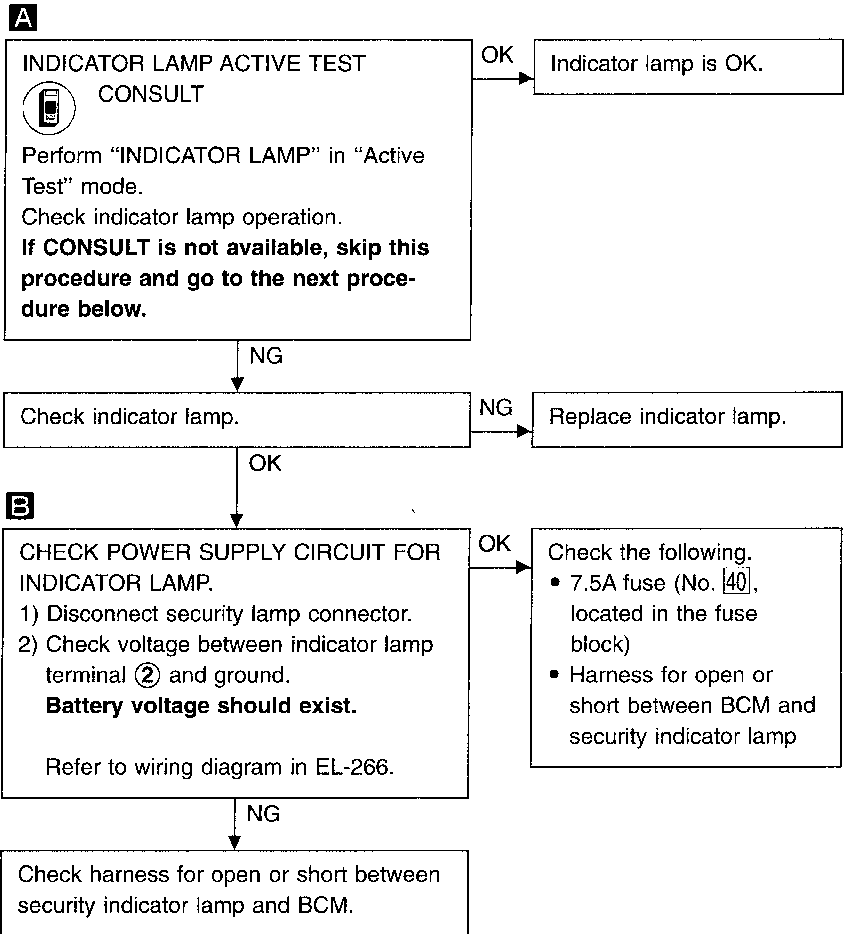 A
INDICATOR LAMP ACTIVE TEST
CONSULT
Perform “INDICATOR LAMP” in “Active
Test” mode.
Check indicator lamp operation.
If CONSULT is not available, skip this
procedure and go to the next proce-
dure below.
OK
Indicator lamp is OK.
NG
Check indicator lamp.
NG
Replace indicator lamp.
OK
B
CHECK POWER SUPPLY CIRCUIT FOR
INDICATOR LAMP.
1) Disconnect security lamp connector.
2) Check voltage between indicator lamp
terminal ② and ground.
Battery voltage should exist.
Refer to wiring diagram in EL-266.
OK
Check the following.
● 7.5A fuse (No. 40,
located in the fuse
block)
● Harness for open or
short between BCM and
security indicator lamp
NG
Check harness for open or short between
security indicator lamp and BCM.